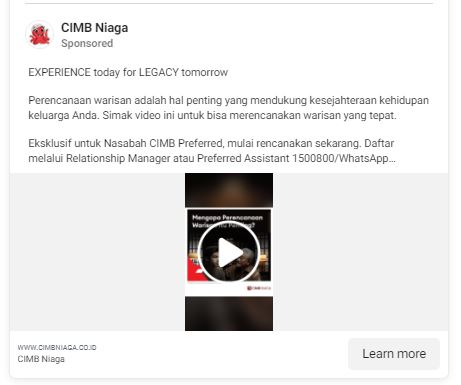 CIMB Niaga
Sponsored
EXPERIENCE today for LEGACY tomorrow
Perencanaan warisan adalah hal penting yang mendukung kesejahteraan kehidupan
keluarga Anda. Simak video ini untuk bisa merencanakan warisan yang tepat.
Eksklusif untuk Nasabah CIMB Preferred, mulai rencanakan sekarang. Daftar
melalui Relationship Manager atau Preferred Assistant 1500800/WhatsApp...
Mengapa Perencanaan
Warisan Itu Penting?
CIMB NIAGA
WWW.CIMBNIAGA.CO.ID
CIMB Niaga
Learn more